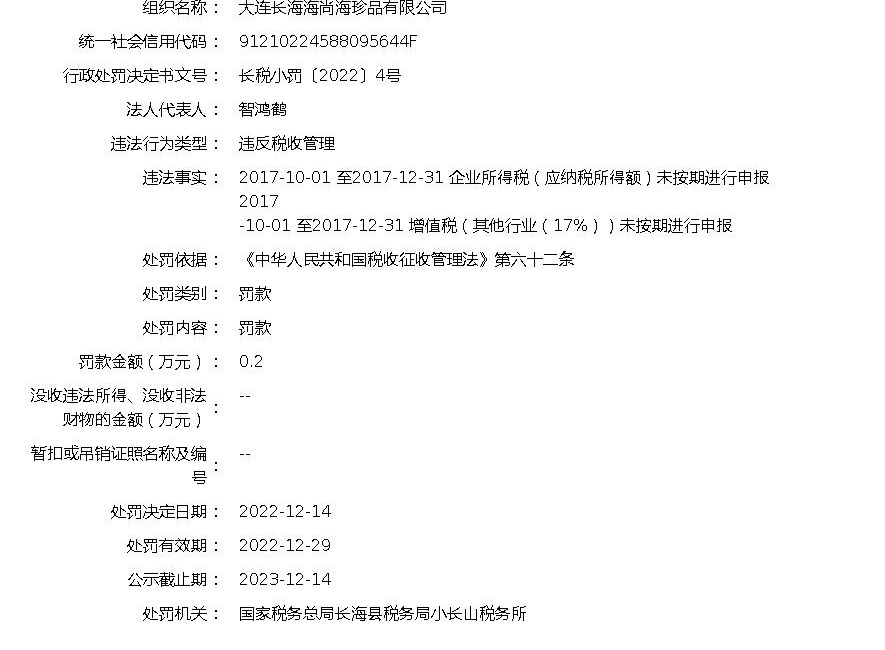 组织名称： 大连长海海尚海珍品有限公司
统一社会信用代码： 91210224588095644F
行政处罚决定书文号： 长税小罚〔2022〕4号
法人代表人： 智鸿鹤
违法行为类型： 违反税收管理
违法事实： 2017-10-01 至2017-12-31 企业所得税（应纳税所得额）未按期进行申报
2017
-10-01 至2017-12-31 增值税（其他行业（17%））未按期进行申报
处罚依据： 《中华人民共和国税收征收管理法》第六十二条
处罚类别： 罚款
处罚内容： 罚款
罚款金额（万元）： 0.2
没收违法所得、没收非法
财物的金额（万元）： --
暂扣或吊销证照名称及编
号： --
处罚决定日期： 2022-12-14
处罚有效期： 2022-12-29
公示截止期： 2023-12-14
处罚机关： 国家税务总局长海县税务局小长山税务所